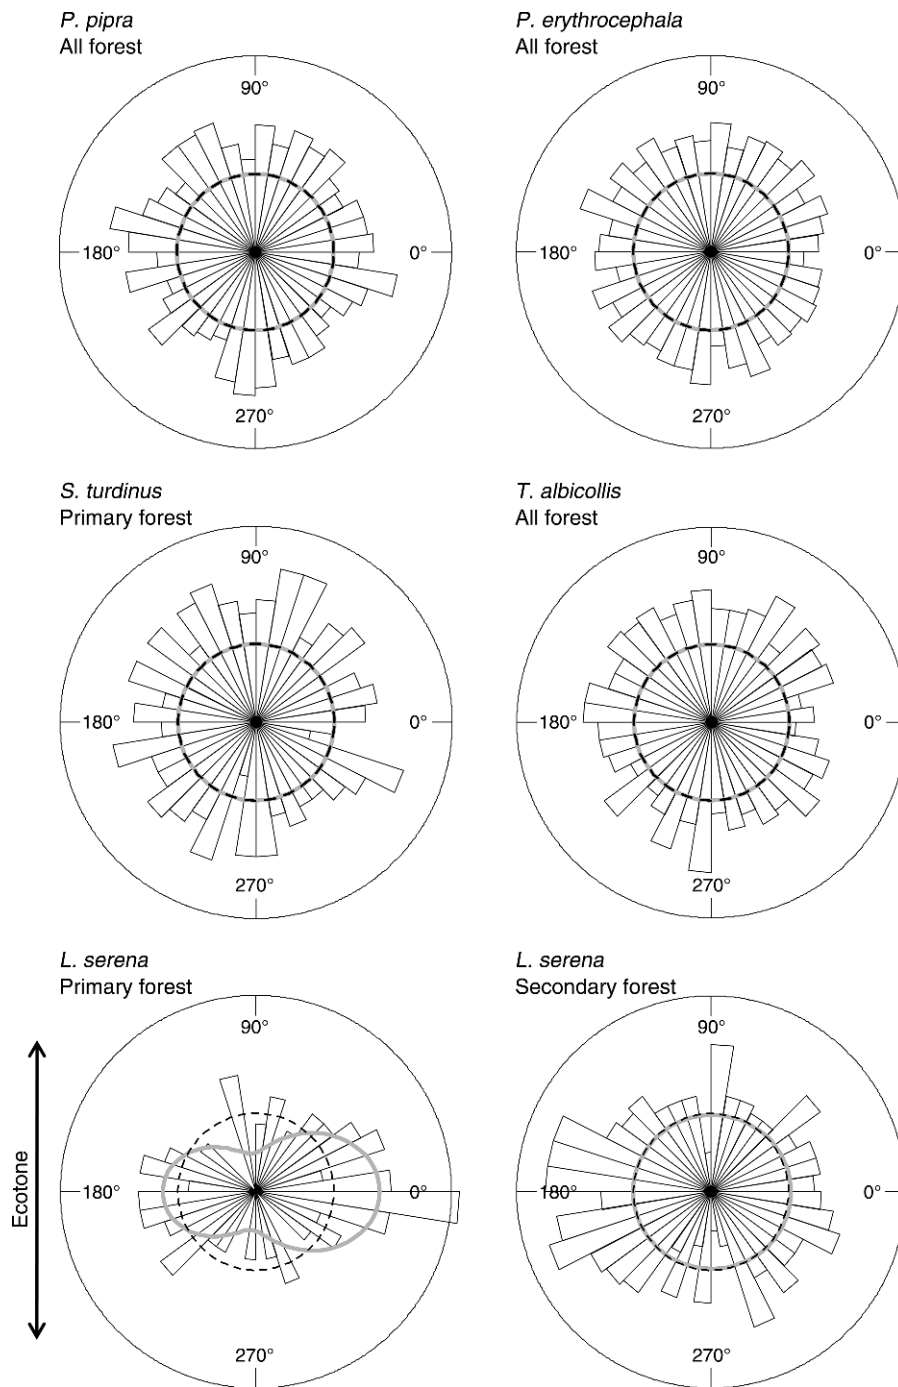 P. pipra
All forest
90°
180°
0°
270°
P. erythrocephala
All forest
90°
180°
0°
270°
S. turdinus
Primary forest
90°
180°
0°
270°
T. albicollis
All forest
90°
180°
0°
270°
L. serena
Primary forest
90°
180°
0°
270°
Ecotone
L. serena
Secondary forest
90°
180°
0°
270°